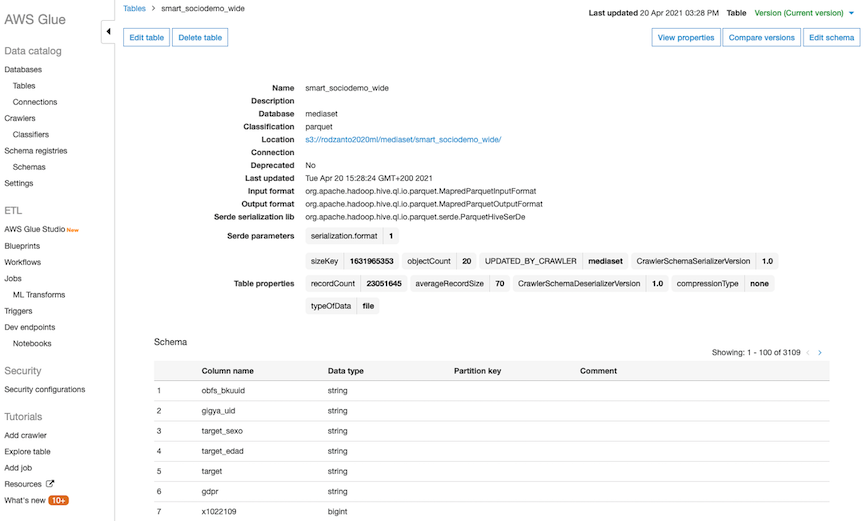 AWS Glue
Data catalog
Databases
Tables
Connections
Crawlers
Classifiers
Schema registries
Schemas
Settings
ETL
AWS Glue Studio New
Blueprints
Workflows
Jobs
ML Transforms
Triggers
Dev endpoints
Notebooks
Security
Security configurations
Tutorials
Add crawler
Explore table
Add job
Resources
What's new 10+
Tables > smart_sociodemo_wide
Last updated 20 Apr 2021 03:28 PM Table Version (Current version)
Edit table Delete table
View properties Compare versions Edit schema
Name smart_sociodemo_wide
Description
Database mediaset
Classification parquet
Location s3://rodzanto2020ml/mediaset/smart_sociodemo_wide/
Connection
Deprecated No
Last updated Tue Apr 20 15:28:24 GMT+200 2021
Input format org.apache.hadoop.hive.ql.io.parquet.MapredParquetInputFormat
Output format org.apache.hadoop.hive.ql.io.parquet.MapredParquetOutputFormat
Serde serialization lib org.apache.hadoop.hive.ql.io.parquet.serde.ParquetHiveSerDe
Serde parameters serialization.format 1
sizeKey 1631965353 objectCount 20 UPDATED_BY_CRAWLER mediaset CrawlerSchemaSerializerVersion 1.0
Table properties recordCount 23051645 averageRecordSize 70 CrawlerSchemaDeserializerVersion 1.0 compressionType none
typeOfData file
Schema
Showing: 1 - 100 of 3109 < >
Column name Data type Partition key Comment
1 obfs_bkuuid string
2 gigya_uid string
3 target_sexo string
4 target_edad string
5 target string
6 gdpr string
7 x1022109 bigint